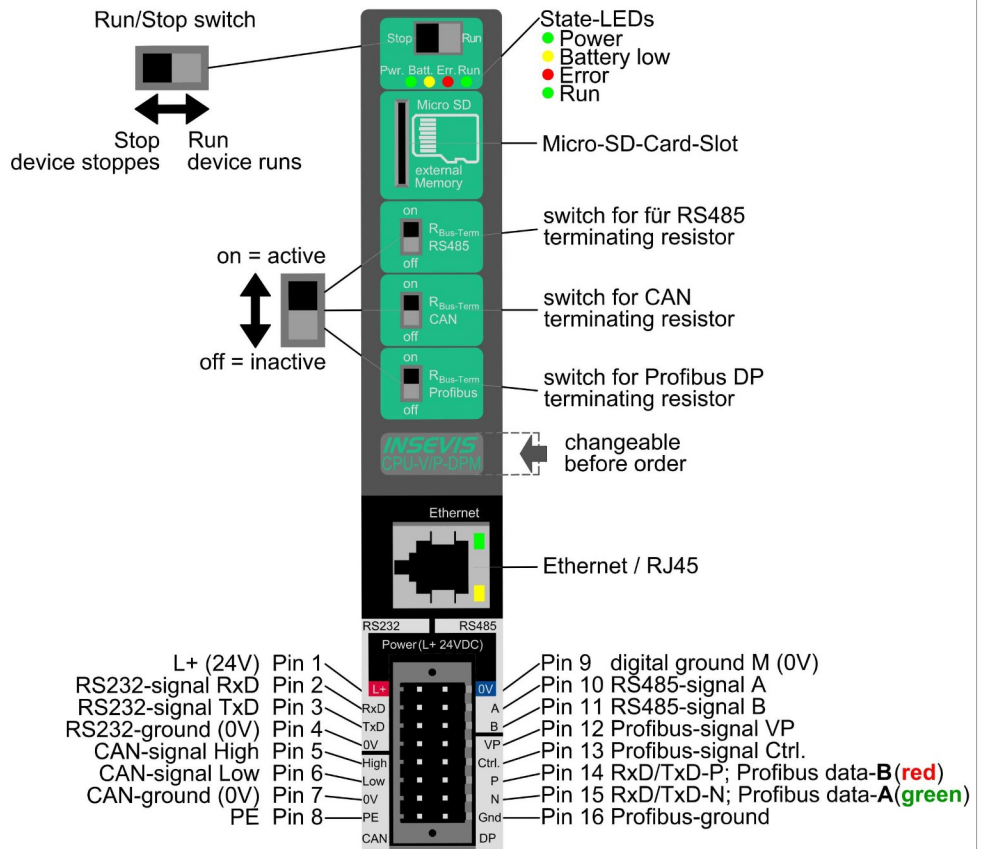 Run/Stop switch
Stop
Run
State-LEDs
Power
Battery low
Error
Run
Pwr. Batt. Err. Run
Stop
device stoppes
Run
device runs
Micro SD
external
Memory
Micro-SD-Card-Slot
on
RBus-Term
RS485
off
switch for für RS485
terminating resistor
on = active
off = inactive
on
RBus-Term
CAN
off
switch for CAN
terminating resistor
on
RBus-Term
Profibus
off
switch for Profibus DP
terminating resistor
INSEVIS
CPU-V/P-DPM
changeable
before order
Ethernet
Ethernet / RJ45
RS232
RS485
Power(L+ 24VDC)
L+ (24V) Pin 1
RS232-signal RxD Pin 2
RS232-signal TxD Pin 3
RS232-ground (0V) Pin 4
CAN-signal High Pin 5
CAN-signal Low Pin 6
CAN-ground (0V) Pin 7
PE Pin 8
L+
RxD
TxD
0V
High
Low
0V
PE
CAN
0V
A
B
VP
Ctrl.
P
N
Gnd
DP
Pin 9 digital ground M (0V)
Pin 10 RS485-signal A
Pin 11 RS485-signal B
Pin 12 Profibus-signal VP
Pin 13 Profibus-signal Ctrl.
Pin 14 RxD/TxD-P; Profibus data-B(red)
Pin 15 RxD/TxD-N; Profibus data-A(green)
Pin 16 Profibus-ground